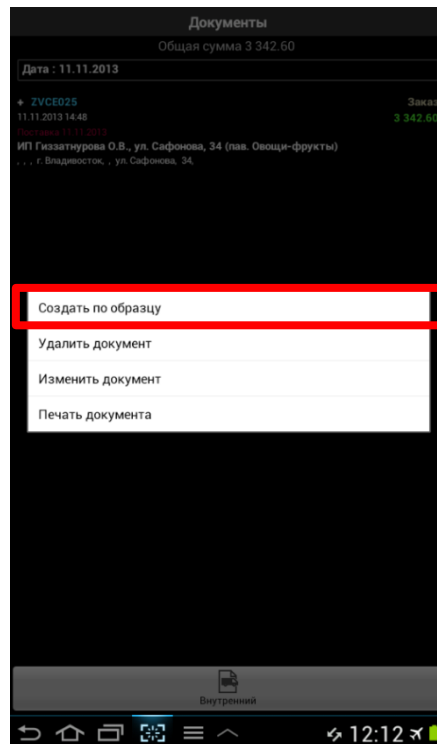 Документы
Общая сумма 3 342.60
Дата : 11.11.2013
+ ZVCE025 Заказ
11.11.2013 14:48 3 342.60
Поставка 11.11.2013
ИП Гиззатнурова О.В., ул. Сафонова, 34 (пав. Овощи-фрукты)
, , , г. Владивосток, , ул. Сафонова, 34,
Создать по образцу
Удалить документ
Изменить документ
Печать документа
Внутренний
12:12